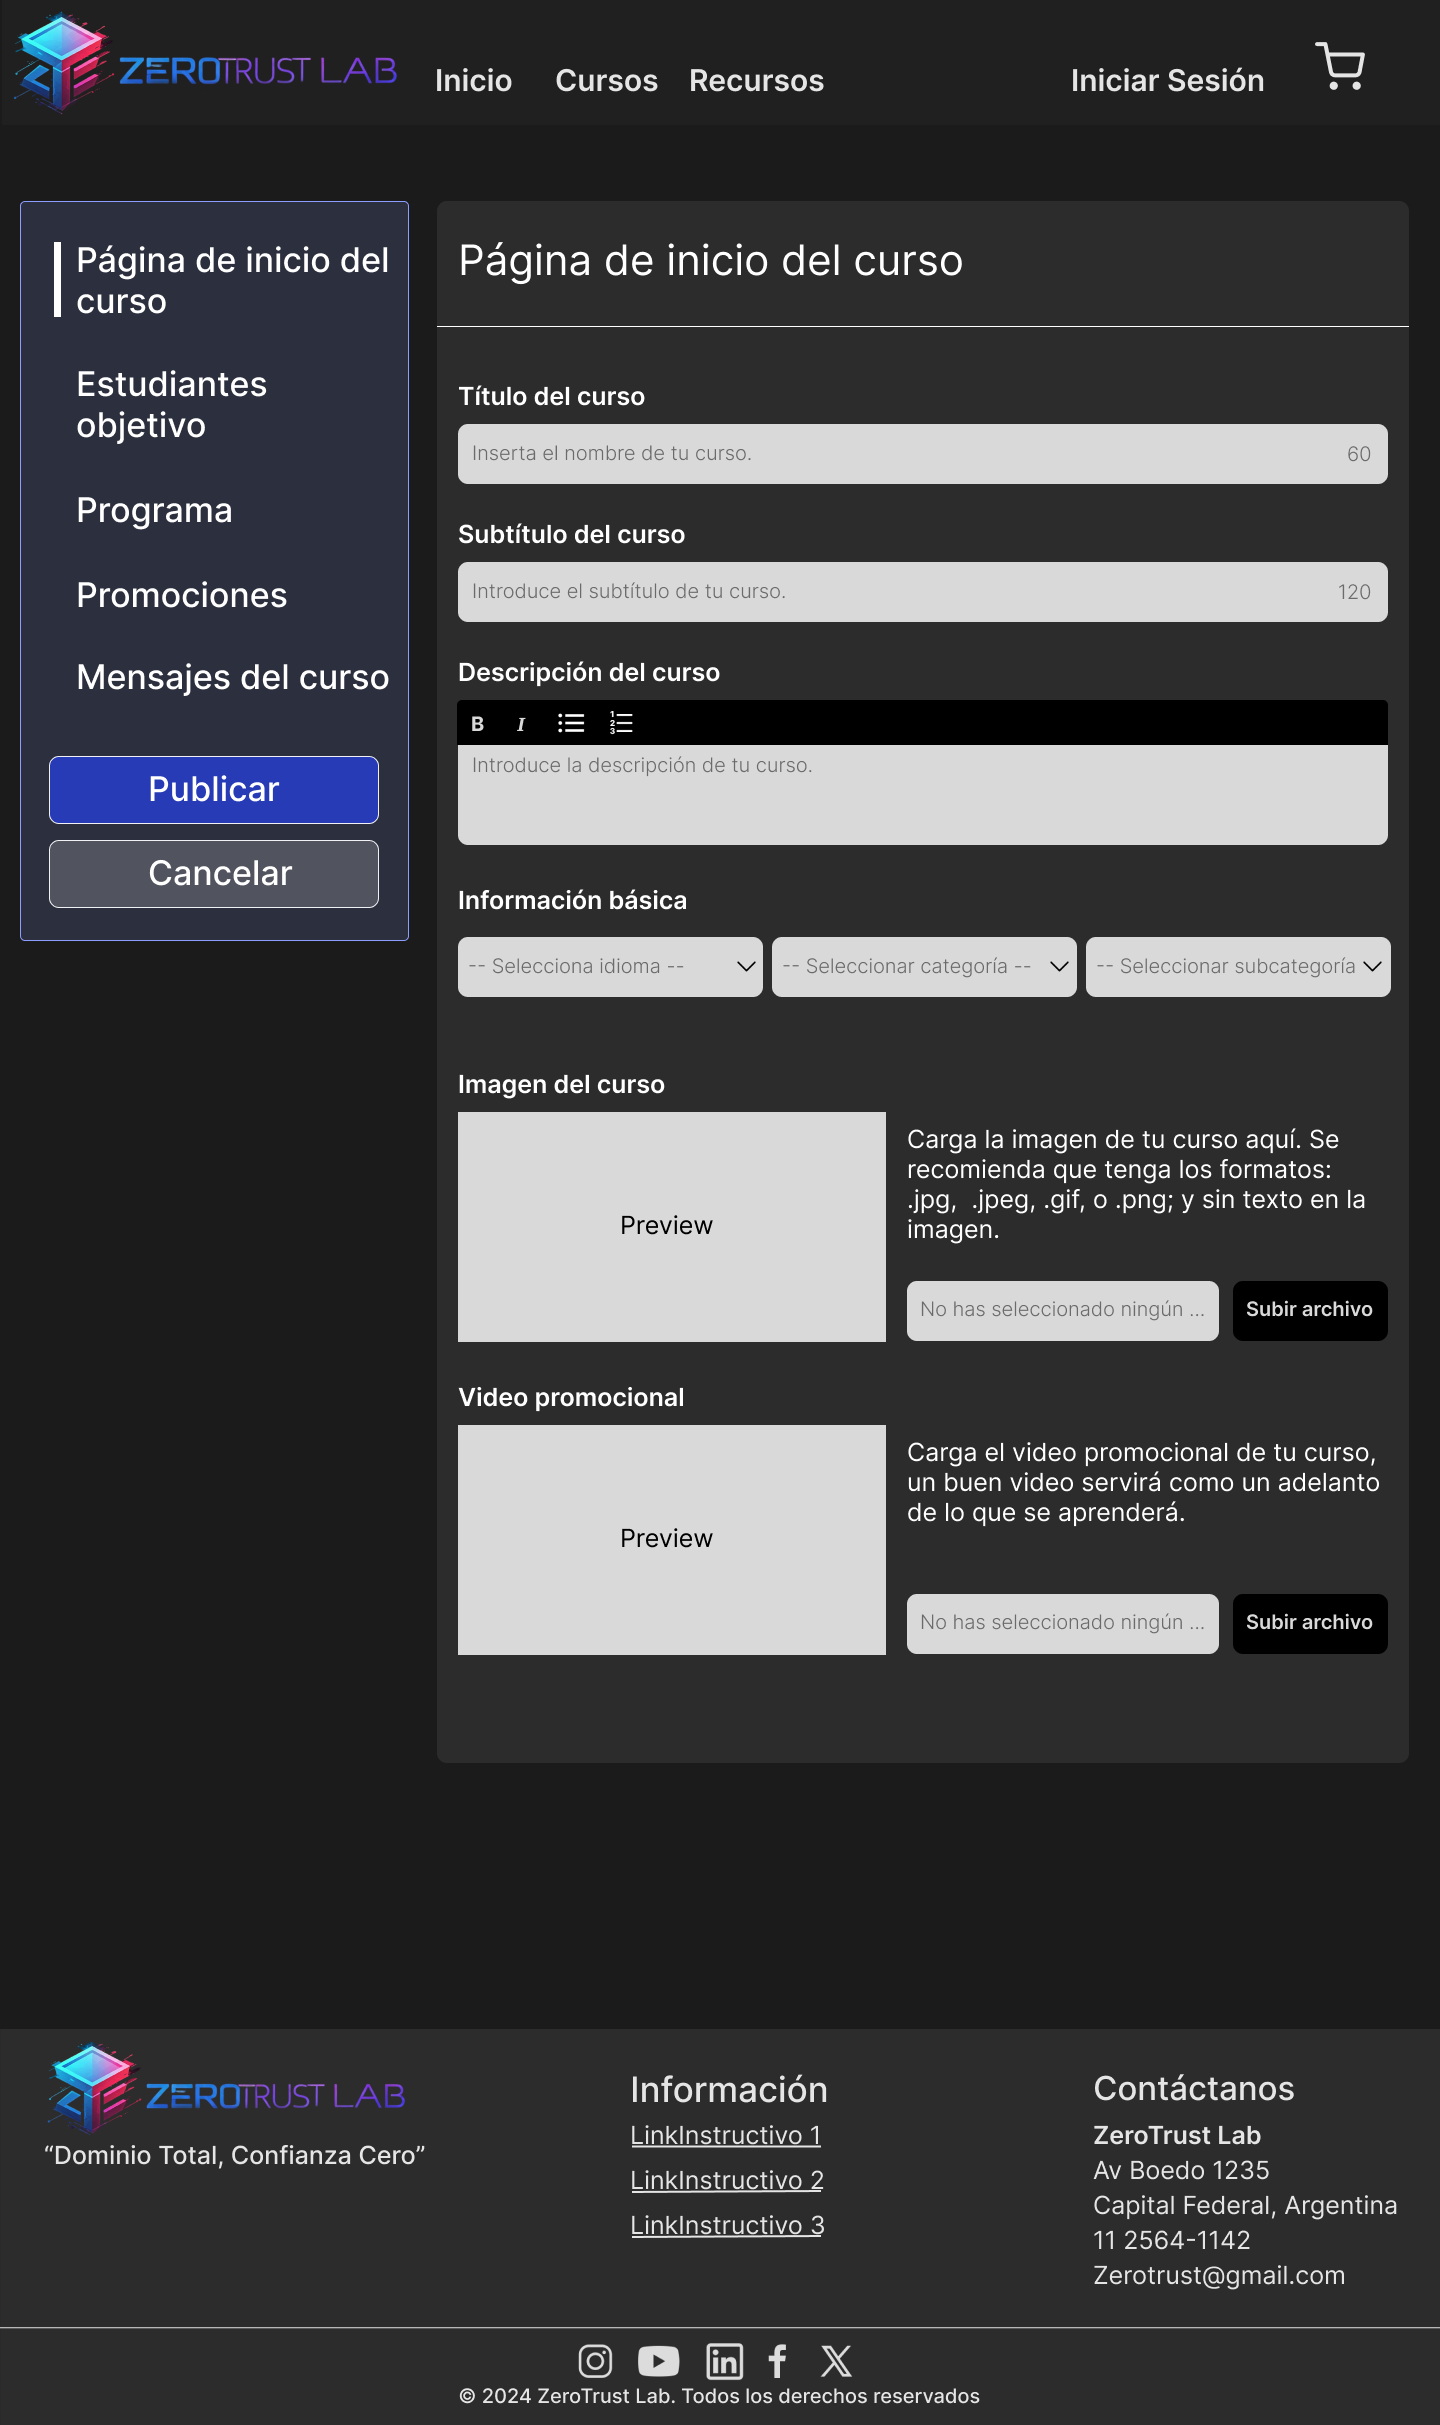 ZEROTRUST LAB
Inicio Cursos Recursos Iniciar Sesión
Página de inicio del
curso
Estudiantes
objetivo
Programa
Promociones
Mensajes del curso
Publicar
Cancelar
Página de inicio del curso
Título del curso
Inserta el nombre de tu curso. 60
Subtítulo del curso
Introduce el subtítulo de tu curso. 120
Descripción del curso
B I 1 2 3
Introduce la descripción de tu curso.
Información básica
-- Selecciona idioma -- -- Seleccionar categoría -- -- Seleccionar subcategoría
Imagen del curso
Preview
Carga la imagen de tu curso aquí. Se
recomienda que tenga los formatos:
.jpg, .jpeg, .gif, o .png; y sin texto en la
imagen.
No has seleccionado ningún ... Subir archivo
Video promocional
Preview
Carga el video promocional de tu curso,
un buen video servirá como un adelanto
de lo que se aprenderá.
No has seleccionado ningún ... Subir archivo
ZEROTRUST LAB
“Dominio Total, Confianza Cero”
Información
LinkInstructivo 1
LinkInstructivo 2
LinkInstructivo 3
Contáctanos
ZeroTrust Lab
Av Boedo 1235
Capital Federal, Argentina
11 2564-1142
Zerotrust@gmail.com
© 2024 ZeroTrust Lab. Todos los derechos reservados